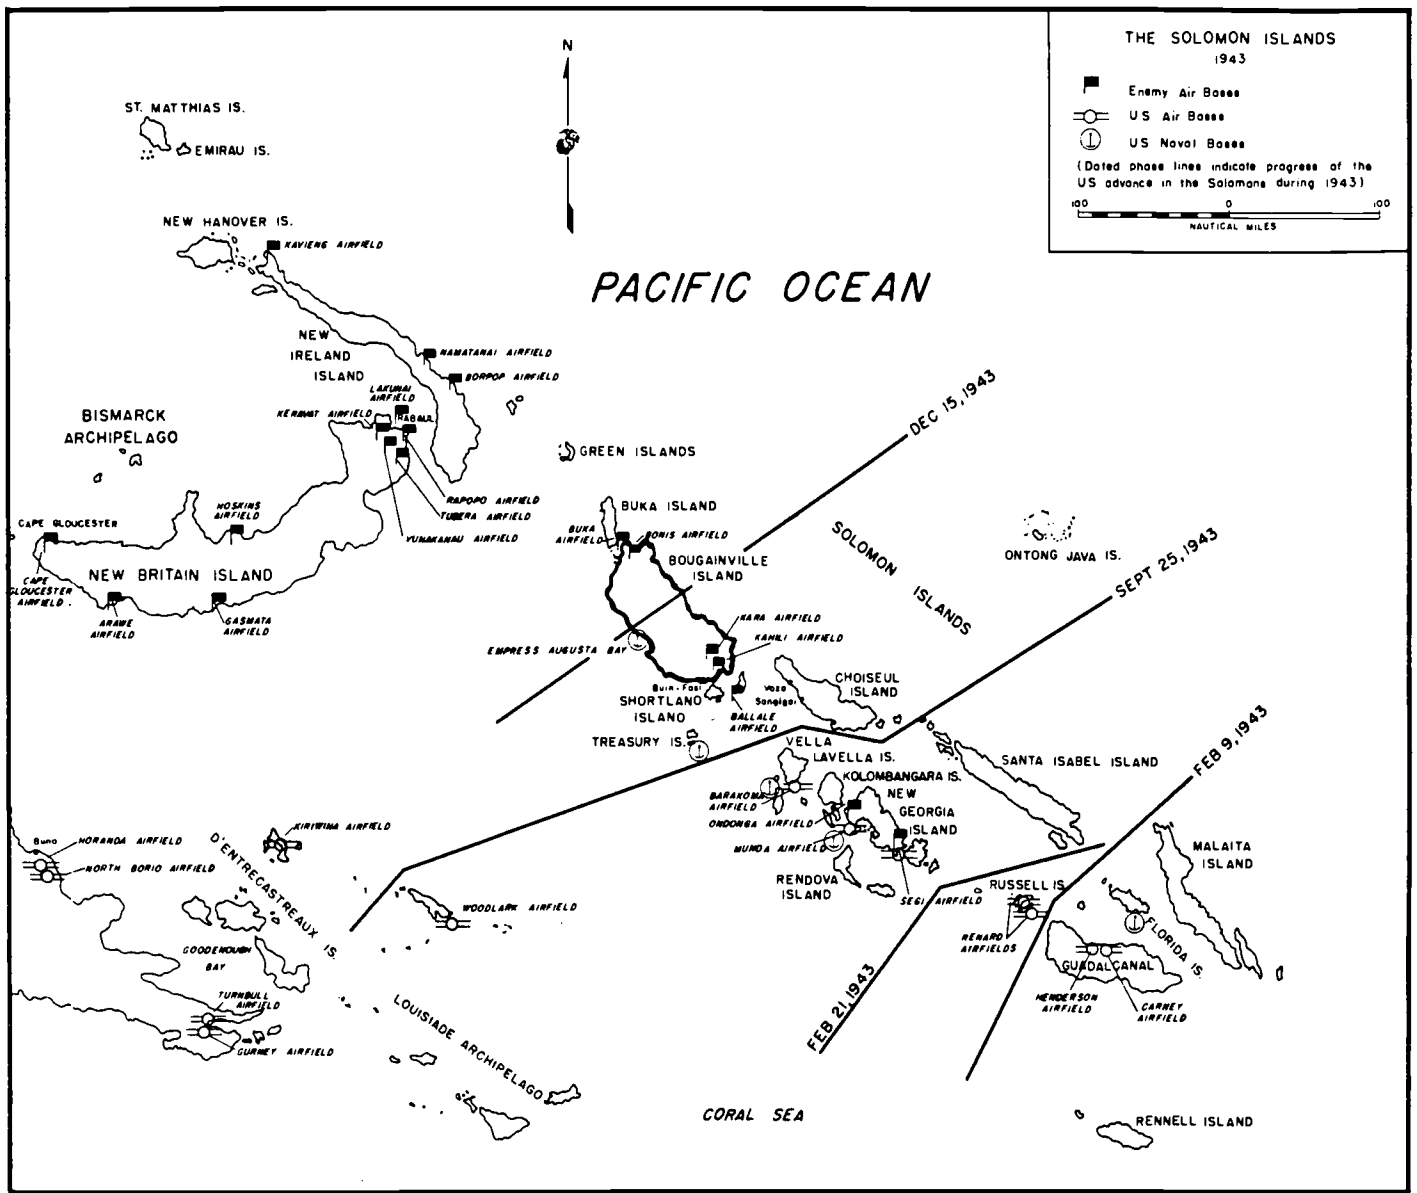 THE SOLOMON ISLANDS
1943
Enemy Air Bases
US Air Bases
US Naval Bases
(Dated phase lines indicate progress of the
US advance in the Solomons during 1943)
100 0 100
NAUTICAL MILES
N
ST. MATTHIAS IS.
EMIRAU IS.
NEW HANOVER IS.
KAVIENG AIRFIELD
PACIFIC OCEAN
NEW
IRELAND
ISLAND
NAMATANAI AIRFIELD
BORPOP AIRFIELD
LAKUNAI
AIRFIELD
KERAVAT AIRFIELD
RABAUL
BISMARCK
ARCHIPELAGO
DEC 15, 1943
GREEN ISLANDS
RAPOPO AIRFIELD
TUBERA AIRFIELD
VUNAKANAU AIRFIELD
HOSKINS
AIRFIELD
CAPE GLOUCESTER
CAPE
GLOUCESTER
AIRFIELD
NEW BRITAIN ISLAND
ARAWE
AIRFIELD
GASMATA
AIRFIELD
BUKA ISLAND
BUKA
AIRFIELD
BONIS AIRFIELD
BOUGAINVILLE
ISLAND
SOLOMON ISLANDS
ONTONG JAVA IS.
SEPT 25, 1943
KARA AIRFIELD
KAHILI AIRFIELD
EMPRESS AUGUSTA BAY
Buin-Fasi
SHORTLAND
ISLAND
BALLALE
AIRFIELD
Voza
Sangigai
CHOISEUL
ISLAND
TREASURY IS.
VELLA
LAVELLA IS.
SANTA ISABEL ISLAND
FEB 9, 1943
KOLOMBANGARA IS.
NEW
GEORGIA
ISLAND
BARAKOMA
AIRFIELD
ONDONGA AIRFIELD
MUNDA AIRFIELD
RENDOVA
ISLAND
SEGI AIRFIELD
MALAITA
ISLAND
RUSSELL IS.
RENARD
AIRFIELDS
FLORIDA IS.
GUADALCANAL
HENDERSON
AIRFIELD
CARNEY
AIRFIELD
FEB 21, 1943
Buna
HORANDA AIRFIELD
NORTH BORIO AIRFIELD
KIRIWINA AIRFIELD
D'ENTRECASTREAUX IS.
WOODLARK AIRFIELD
GOODENOUGH
BAY
TURNBULL
AIRFIELD
GURNEY AIRFIELD
LOUISIADE ARCHIPELAGO
CORAL SEA
RENNELL ISLAND